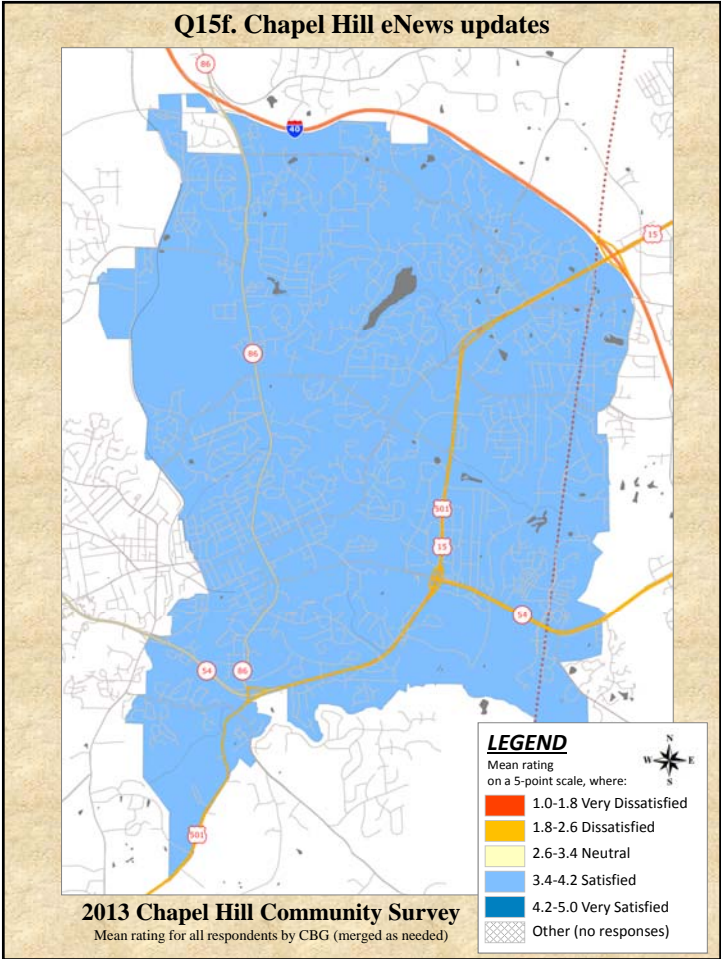 Q15f. Chapel Hill eNews updates
86
40
15
86
501
15
54
54
86
501
LEGEND
Mean rating
on a 5-point scale, where:
N
W E
S
1.0-1.8 Very Dissatisfied
1.8-2.6 Dissatisfied
2.6-3.4 Neutral
3.4-4.2 Satisfied
4.2-5.0 Very Satisfied
Other (no responses)
2013 Chapel Hill Community Survey
Mean rating for all respondents by CBG (merged as needed)